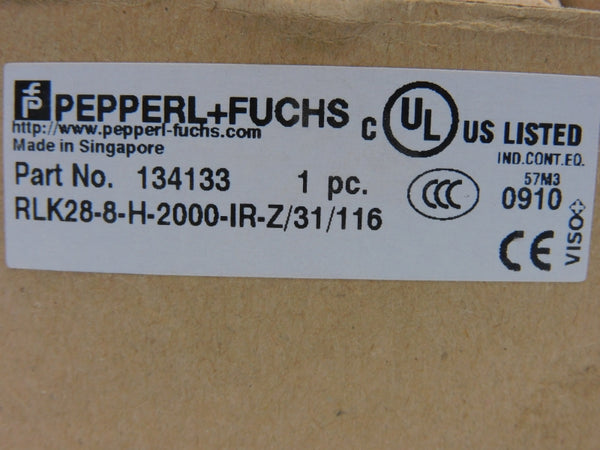 PEPPERL+FUCHS
http://www.pepperl-fuchs.com
Made in Singapore
Part No. 134133 1 pc.
RLK28-8-H-2000-IR-Z/31/116
C UL US LISTED
IND.CONT.EQ.
57M3
CCC 0910
CE
VISO